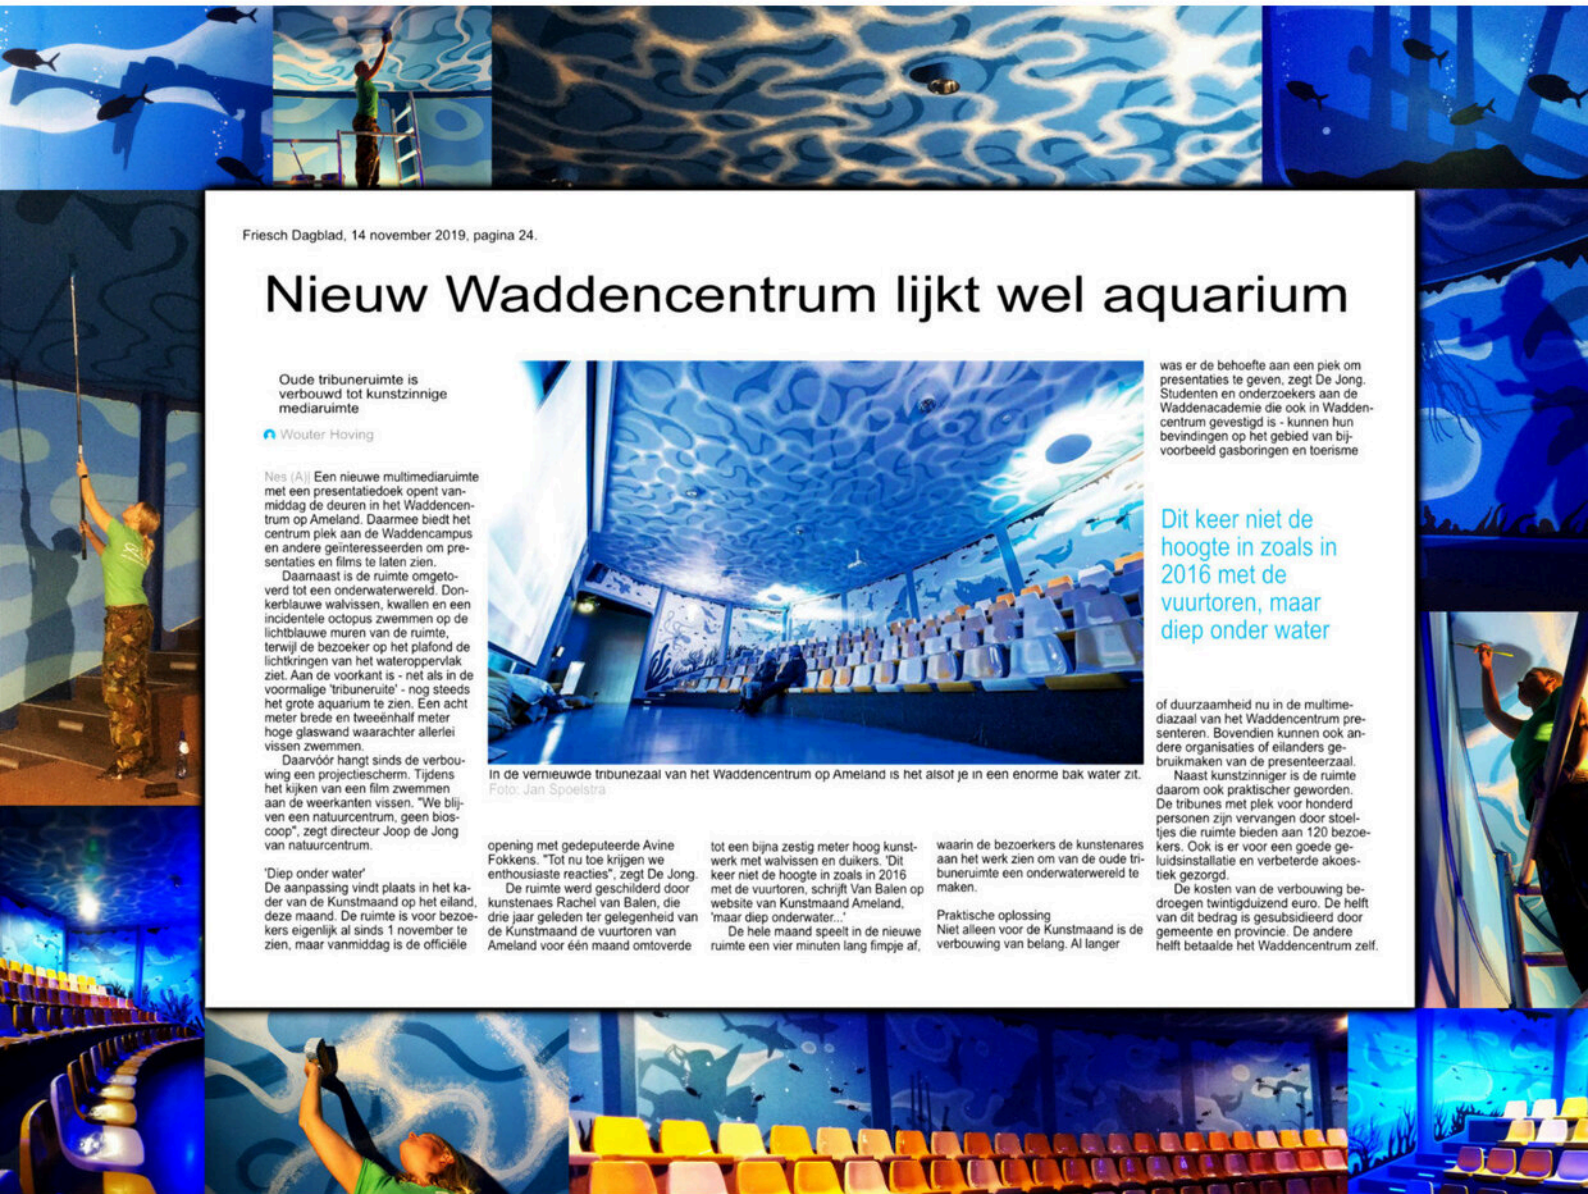 Friesch Dagblad, 14 november 2019, pagina 24.
Nieuw Waddencentrum lijkt wel aquarium
Oude tribuneruimte is
verbouwd tot kunstzinnige
mediaruimte
Wouter Hoving
Nes (A)| Een nieuwe multimediaruimte
met een presentatiedoek opent van-
middag de deuren in het Waddencen-
trum op Ameland. Daarmee biedt het
centrum plek aan de Waddencampus
en andere geïnteresseerden om pre-
sentaties en films te laten zien.
Daarnaast is de ruimte omgeto-
verd tot een onderwaterwereld. Don-
kerblauwe walvissen, kwallen en een
incidentele octopus zwemmen op de
lichtblauwe muren van de ruimte,
terwijl de bezoeker op het plafond de
lichtkringen van het wateroppervlak
ziet. Aan de voorkant is - net als in de
voormalige 'tribuneruite' - nog steeds
het grote aquarium te zien. Een acht
meter brede en tweeënhalf meter
hoge glaswand waarachter allerlei
vissen zwemmen.
Daarvóór hangt sinds de verbou-
wing een projectiescherm. Tijdens
het kijken van een film zwemmen
aan de weerkanten vissen. "We blij-
ven een natuurcentrum, geen bios-
coop", zegt directeur Joop de Jong
van natuurcentrum.
'Diep onder water'
De aanpassing vindt plaats in het ka-
der van de Kunstmaand op het eiland,
deze maand. De ruimte is voor bezoe-
kers eigenlijk al sinds 1 november te
zien, maar vanmiddag is de officiële
In de vernieuwde tribunezaal van het Waddencentrum op Ameland is het alsof je in een enorme bak water zit.
Foto: Jan Spoelstra
opening met gedeputeerde Avine
Fokkens. "Tot nu toe krijgen we
enthousiaste reacties", zegt De Jong.
De ruimte werd geschilderd door
kunstenaes Rachel van Balen, die
drie jaar geleden ter gelegenheid van
de Kunstmaand de vuurtoren van
Ameland voor één maand omtoverde
tot een bijna zestig meter hoog kunst-
werk met walvissen en duikers. 'Dit
keer niet de hoogte in zoals in 2016
met de vuurtoren, schrijft Van Balen op
website van Kunstmaand Ameland,
'maar diep onderwater...'
De hele maand speelt in de nieuwe
ruimte een vier minuten lang fimpje af,
waarin de bezoerkers de kunstenares
aan het werk zien om van de oude tri-
buneruimte een onderwaterwereld te
maken.
Praktische oplossing
Niet alleen voor de Kunstmaand is de
verbouwing van belang. Al langer
was er de behoefte aan een piek om
presentaties te geven, zegt De Jong.
Studenten en onderzoekers aan de
Waddenacademie die ook in Wadden-
centrum gevestigd is - kunnen hun
bevindingen op het gebied van bij-
voorbeeld gasboringen en toerisme
Dit keer niet de
hoogte in zoals in
2016 met de
vuurtoren, maar
diep onder water
of duurzaamheid nu in de multime-
diazaal van het Waddencentrum pre-
senteren. Bovendien kunnen ook an-
dere organisaties of eilanders ge-
bruikmaken van de presenteerzaal.
Naast kunstzinniger is de ruimte
daarom ook praktischer geworden.
De tribunes met plek voor honderd
personen zijn vervangen door stoel-
tjes die ruimte bieden aan 120 bezoe-
kers. Ook is er voor een goede ge-
luidsinstallatie en verbeterde akoes-
tiek gezorgd.
De kosten van de verbouwing be-
droegen twintigduizend euro. De helft
van dit bedrag is gesubsidieerd door
gemeente en provincie. De andere
helft betaalde het Waddencentrum zelf.